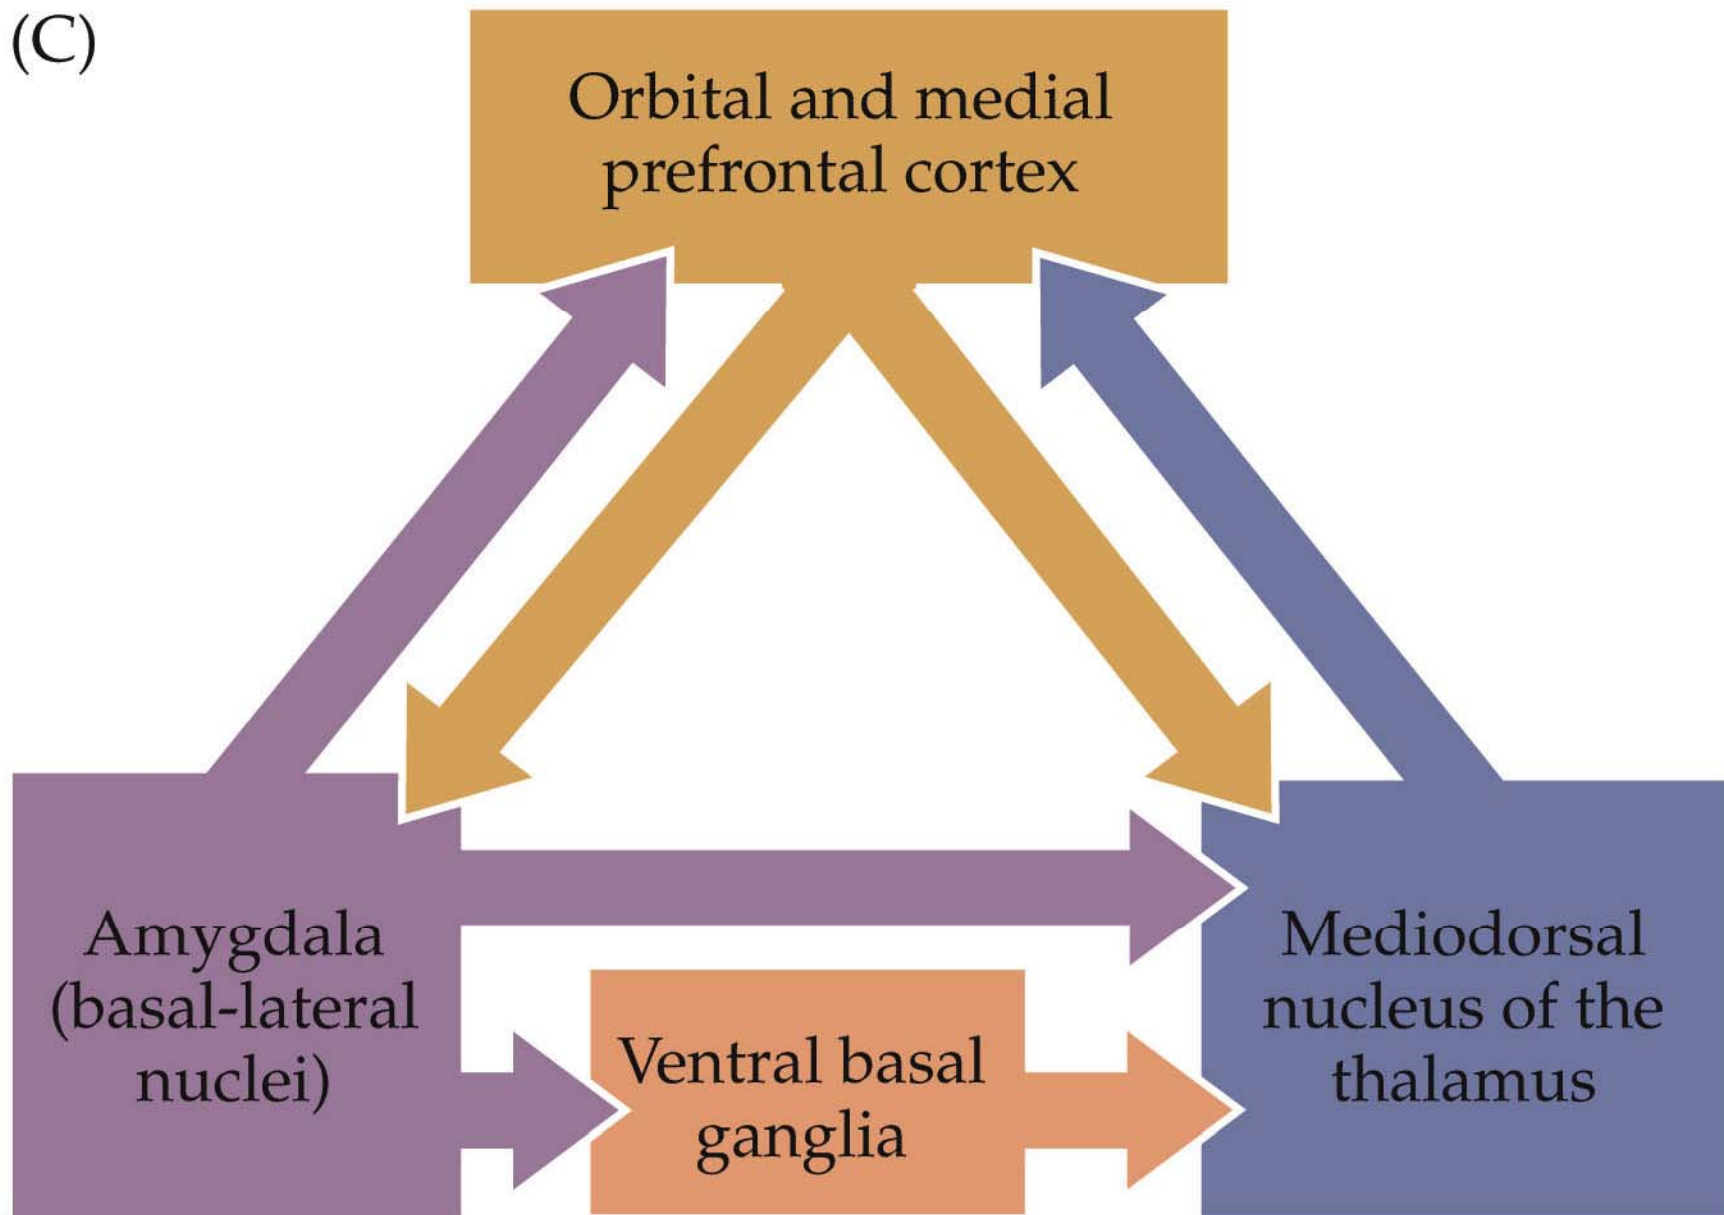 (C)
Orbital and medial
prefrontal cortex
Amygdala
(basal-lateral
nuclei)
Ventral basal
ganglia
Mediodorsal
nucleus of the
thalamus